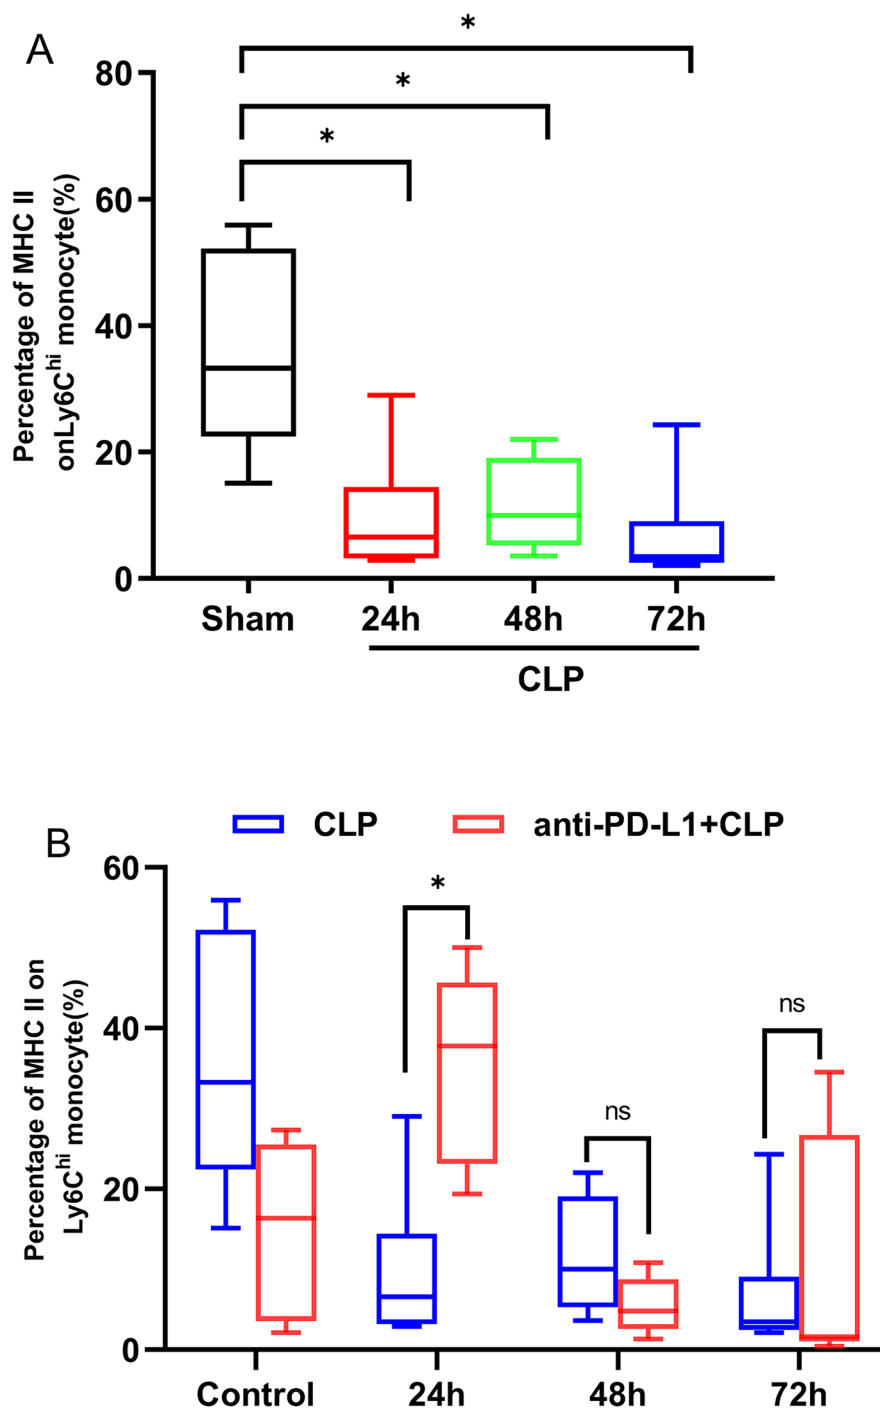 A
*
*
*
80
60
40
20
0
Percentage of MHC II
onLy6Chi monocyte(%)
Sham 24h 48h 72h
CLP
B
CLP anti-PD-L1+CLP
60
40
20
0
Percentage of MHC II on
Ly6Chi monocyte(%)
*
ns
ns
Control 24h 48h 72h